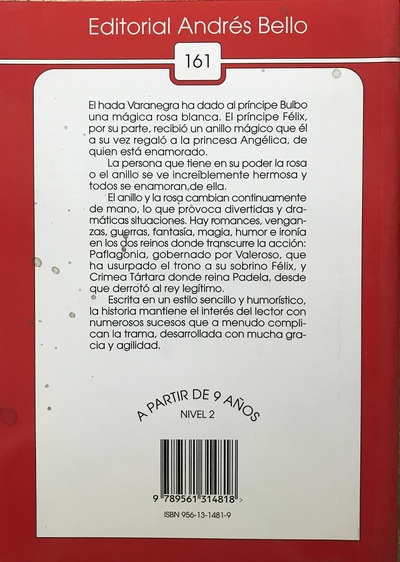 Editorial Andrés Bello
161
El hada Varanegra ha dado al príncipe Bulbo
una mágica rosa blanca. El príncipe Félix,
por su parte, recibió un anillo mágico que él
a su vez regaló a la princesa Angélica, de
quien está enamorado.
La persona que tiene en su poder la rosa
o el anillo se ve increíblemente hermosa y
todos se enamoran de ella.
El anillo y la rosa cambian continuamente
de mano, lo que provoca divertidas y dra-
máticas situaciones. Hay romances, vengan-
zas, guerras, fantasía, magia, humor e ironía
en los dos reinos donde transcurre la acción:
Paflagonia, gobernado por Valeroso, que
ha usurpado el trono a su sobrino Félix, y
Crimea Tártara donde reina Padela, desde
que derrotó al rey legítimo.
Escrita en un estilo sencillo y humorístico,
la historia mantiene el interés del lector con
numerosos sucesos que a menudo compli-
can la trama, desarrollada con mucha gra-
cia y agilidad.
A PARTIR DE 9 AÑOS
NIVEL 2
9 789561 314818 >
ISBN 956-13-1481-9